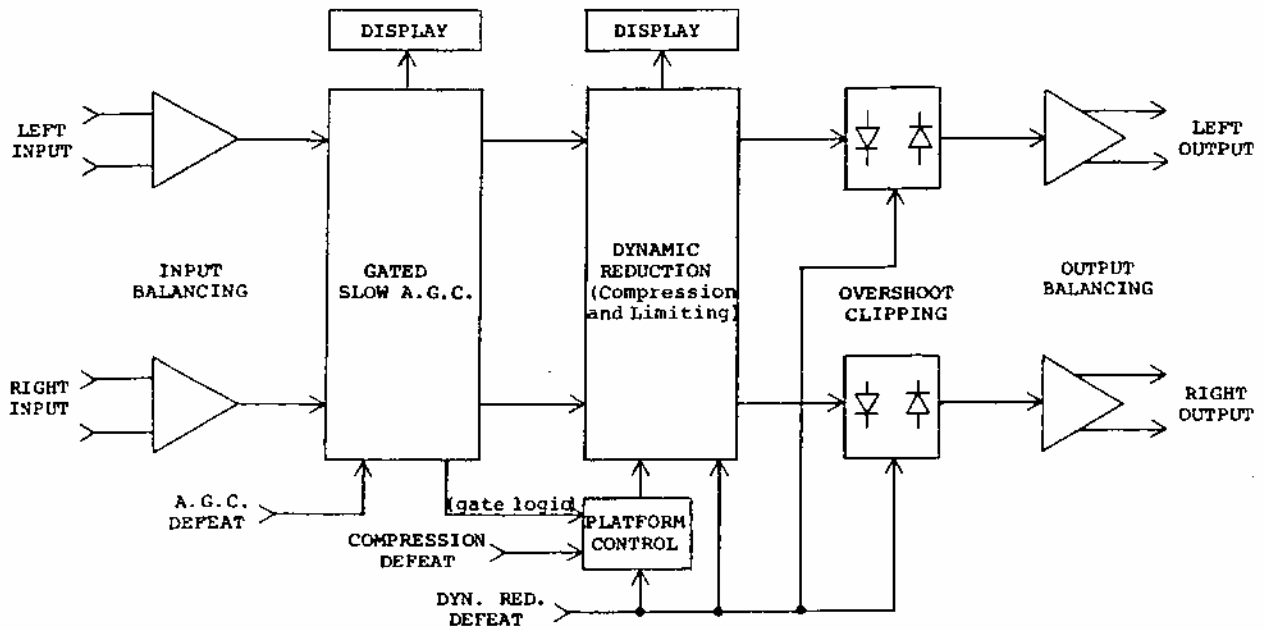 DISPLAY
DISPLAY
LEFT
INPUT
LEFT
OUTPUT
INPUT
BALANCING
GATED
SLOW A.G.C.
DYNAMIC
REDUCTION
(Compression
and Limiting)
OVERSHOOT
CLIPPING
OUTPUT
BALANCING
RIGHT
INPUT
RIGHT
OUTPUT
A.G.C.
DEFEAT
(gate logic)
PLATFORM
CONTROL
COMPRESSION
DEFEAT
DYN. RED.
DEFEAT